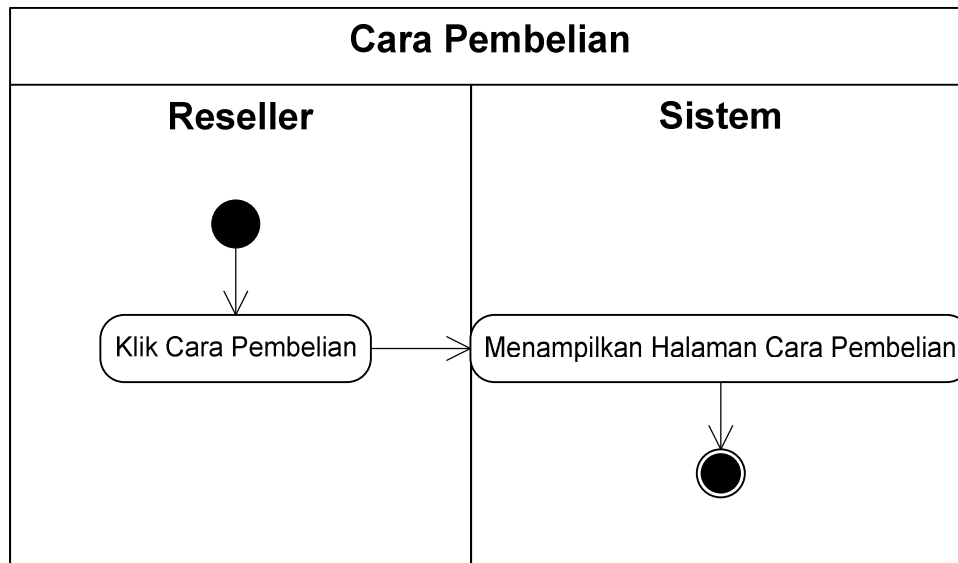 Cara Pembelian
Reseller
Sistem
Klik Cara Pembelian
Menampilkan Halaman Cara Pembelian